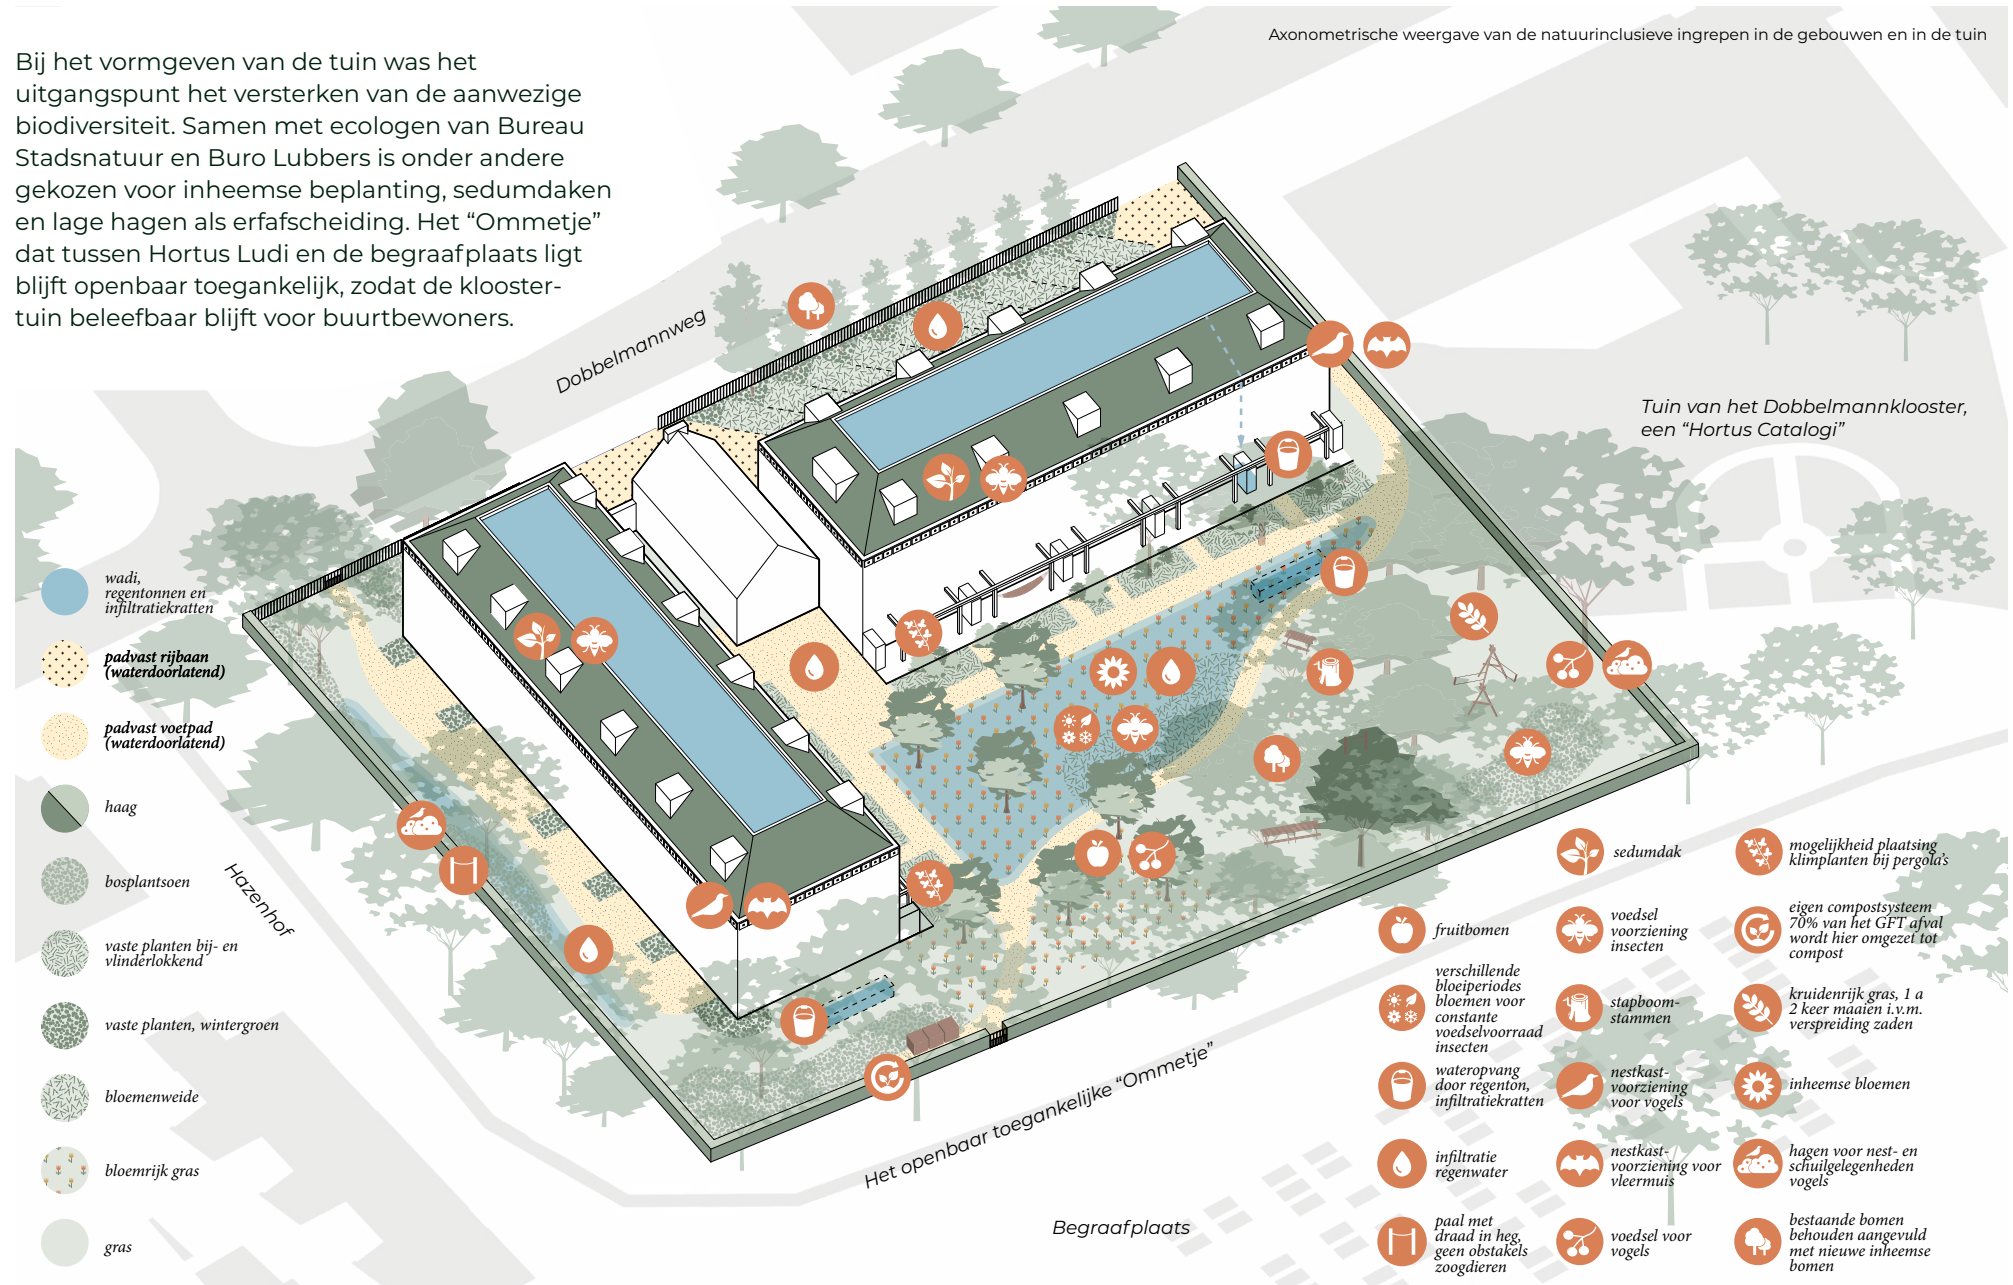 Axonometrische weergave van de natuurinclusieve ingrepen in de gebouwen en in de tuin
Bij het vormgeven van de tuin was het
uitgangspunt het versterken van de aanwezige
biodiversiteit. Samen met ecologen van Bureau
Stadsnatuur en Buro Lubbers is onder andere
gekozen voor inheemse beplanting, sedumdaken
en lage hagen als erfafscheiding. Het “Ommetje”
dat tussen Hortus Ludi en de begraafplaats ligt
blijft openbaar toegankelijk, zodat de klooster-
tuin beleefbaar blijft voor buurtbewoners.
Dobbelmannweg
Tuin van het Dobbelmannklooster,
een “Hortus Catalogi”
Hazenhof
Het openbaar toegankelijke “Ommetje”
Begraafplaats
wadi,
regentonnen en
infiltratiekratten
padvast rijbaan
(waterdoorlatend)
padvast voetpad
(waterdoorlatend)
haag
bosplantsoen
vaste planten bij- en
vlinderlokkend
vaste planten, wintergroen
bloemenweide
bloemrijk gras
gras
fruitbomen
verschillende
bloeiperiodes
bloemen voor
constante
voedselvoorraad
insecten
wateropvang
door regenton,
infiltratiekratten
infiltratie
regenwater
paal met
draad in heg,
geen obstakels
zoogdieren
sedumdak
voedsel
voorziening
insecten
stapboom-
stammen
nestkast-
voorziening
voor vogels
nestkast-
voorziening voor
vleermuis
voedsel voor
vogels
mogelijkheid plaatsing
klimplanten bij pergola's
eigen compostsysteem
70% van het GFT afval
wordt hier omgezet tot
compost
kruidenrijk gras, 1 a
2 keer maaien i.v.m.
verspreiding zaden
inheemse bloemen
hagen voor nest- en
schuilgelegenheden
vogels
bestaande bomen
behouden aangevuld
met nieuwe inheemse
bomen